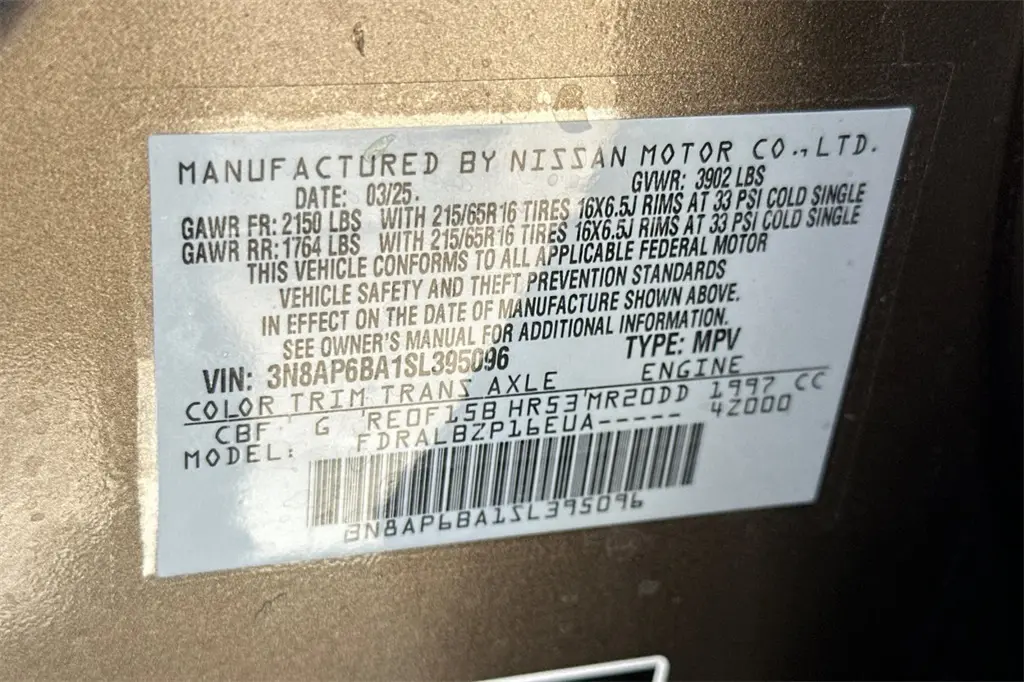 MANUFACTURED BY NISSAN MOTOR CO.,LTD.
DATE: 03/25. GVWR: 3902 LBS
GAWR FR: 2150 LBS WITH 215/65R16 TIRES 16X6.5J RIMS AT 33 PSI COLD SINGLE
GAWR RR: 1764 LBS WITH 215/65R16 TIRES 16X6.5J RIMS AT 33 PSI COLD SINGLE
THIS VEHICLE CONFORMS TO ALL APPLICABLE FEDERAL MOTOR
VEHICLE SAFETY AND THEFT PREVENTION STANDARDS
IN EFFECT ON THE DATE OF MANUFACTURE SHOWN ABOVE.
SEE OWNER'S MANUAL FOR ADDITIONAL INFORMATION.
VIN: 3N8AP6BA1SL395096 TYPE: MPV
COLOR TRIM TRANS AXLE ENGINE
CBF G RE0F15B HR53 MR20DD 1997 CC
MODEL: FDRALBZP16EUA----- 4Z000
3N8AP6BA1SL395096